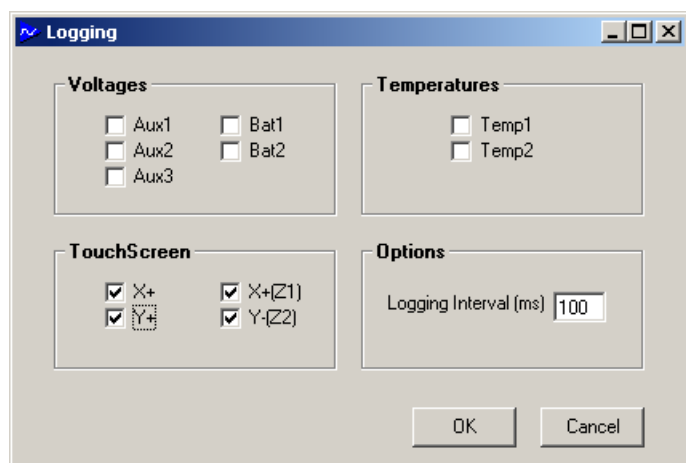 Logging
Voltages
Aux1 Bat1
Aux2 Bat2
Aux3
Temperatures
Temp1
Temp2
TouchScreen
X+ X+(Z1)
Y+ Y-(Z2)
Options
Logging Interval (ms) 100
OK Cancel